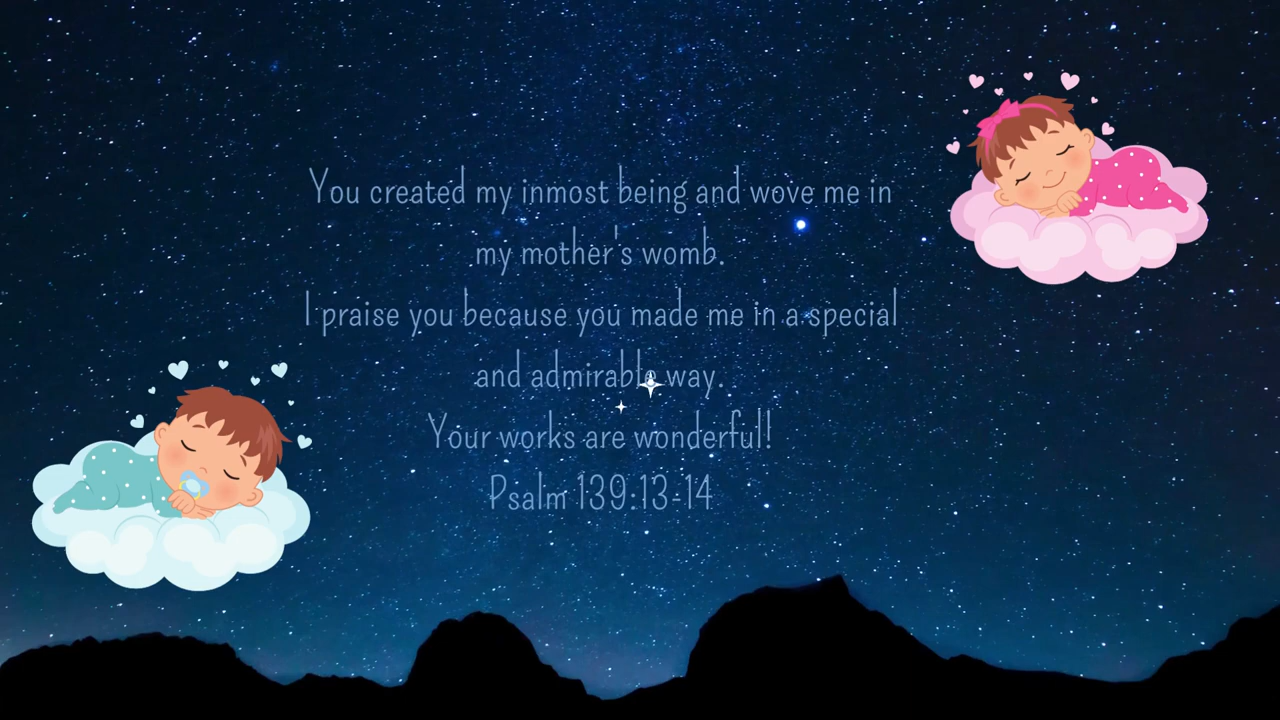 You created my inmost being and wove me in
my mother's womb.
I praise you because you made me in a special
and admirable way.
Your works are wonderful!
Psalm 139:13-14